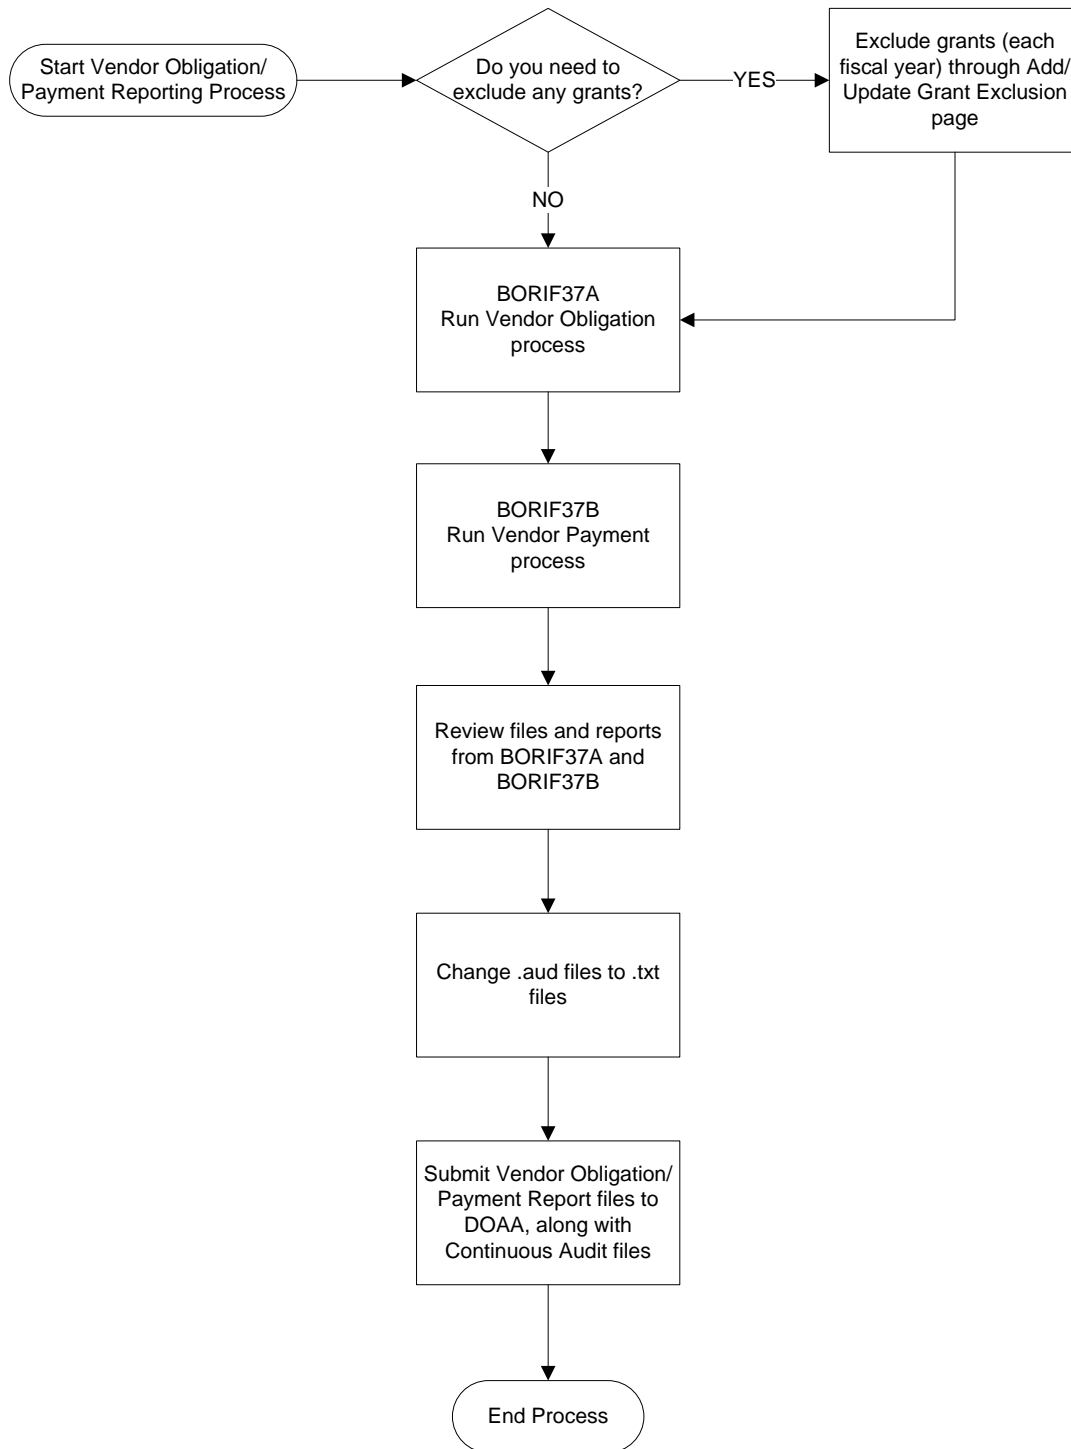 Start Vendor Obligation/
Payment Reporting Process
Do you need to
exclude any grants?
YES
Exclude grants (each
fiscal year) through Add/
Update Grant Exclusion
page
NO
BORIF37A
Run Vendor Obligation
process
BORIF37B
Run Vendor Payment
process
Review files and reports
from BORIF37A and
BORIF37B
Change .aud files to .txt
files
Submit Vendor Obligation/
Payment Report files to
DOAA, along with
Continuous Audit files
End Process